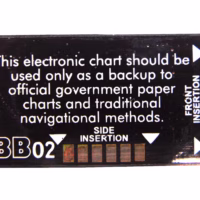 This electronic chart should be
used only as a backup to
official government paper
charts and traditional
navigational methods.
BB02
SIDE
INSERTION
FRONT
INSERTION